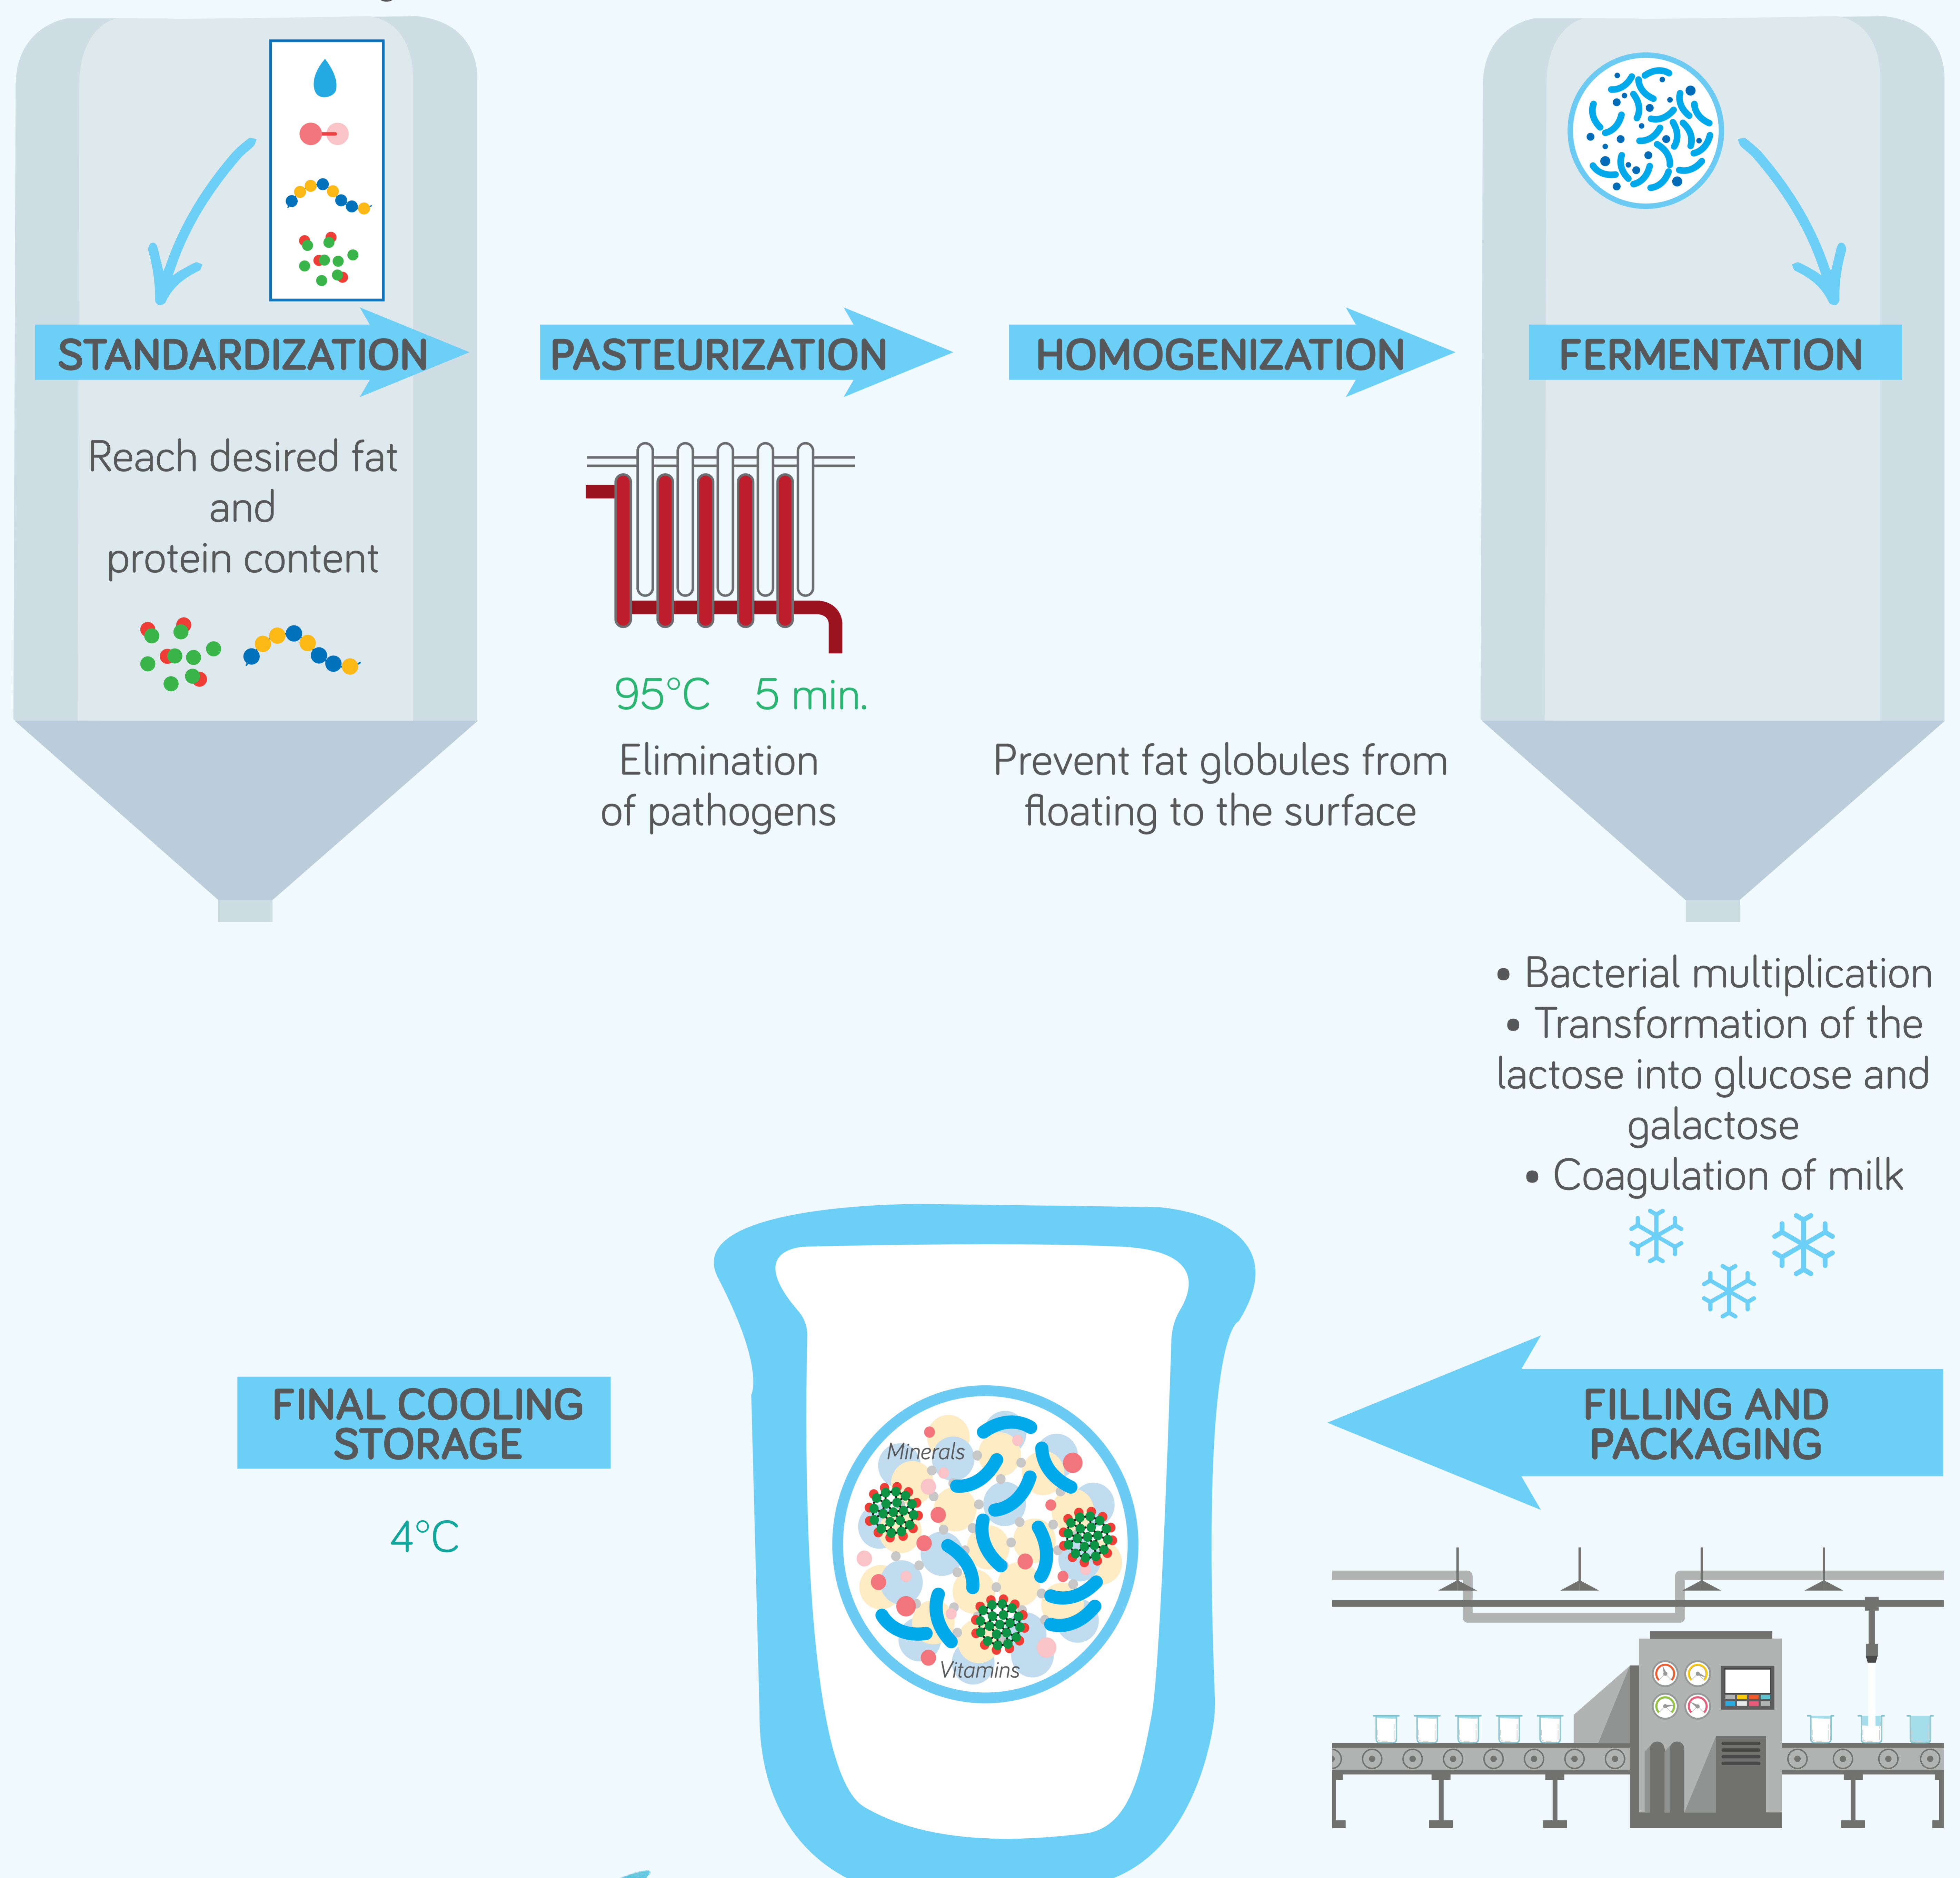 STANDARDIZATION
Reach desired fat
and
protein content
PASTEURIZATION
95°C 5 min.
Elimination
of pathogens
HOMOGENIZATION
Prevent fat globules from
floating to the surface
FERMENTATION
• Bacterial multiplication
• Transformation of the
lactose into glucose and
galactose
• Coagulation of milk
FILLING AND
PACKAGING
Minerals
Vitamins
FINAL COOLING
STORAGE
4°C